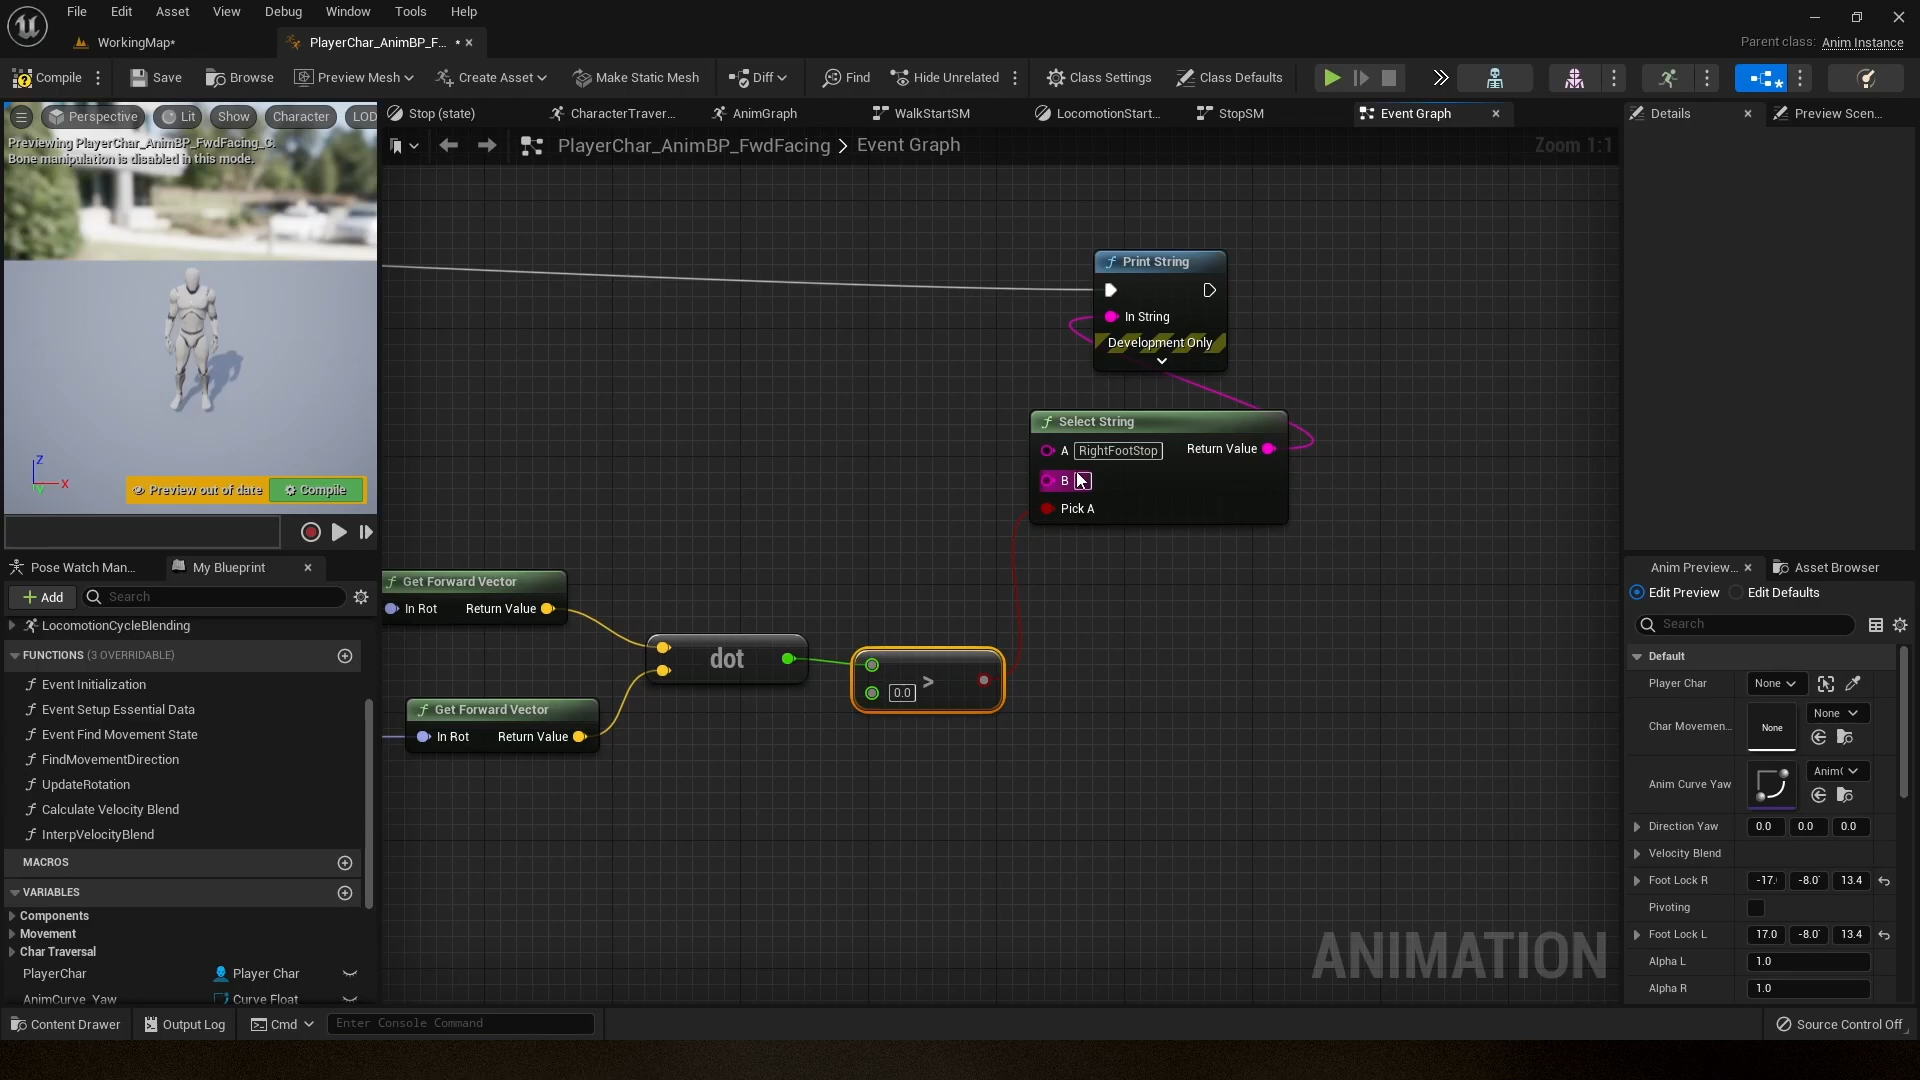 File Edit Asset View Debug Window Tools Help
WorkingMap*
PlayerChar_AnimBP_F... *
Parent class: Anim Instance
Compile
Save
Browse
Preview Mesh
Create Asset
Make Static Mesh
Diff
Find
Hide Unrelated
Class Settings
Class Defaults
Perspective
Lit
Show
Character
LOD
Previewing PlayerChar_AnimBP_FwdFacing_C.
Bone manipulation is disabled in this mode.
Z
X
Preview out of date
Compile
Stop (state)
CharacterTraver...
AnimGraph
WalkStartSM
LocomotionStart...
StopSM
Event Graph
PlayerChar_AnimBP_FwdFacing > Event Graph
Zoom 1:1
Print String
In String
Development Only
Select String
A RightFootStop Return Value
B
Pick A
Get Forward Vector
In Rot Return Value
dot
>
0.0
Get Forward Vector
In Rot Return Value
ANIMATION
Pose Watch Man...
My Blueprint
Add
Search
LocomotionCycleBlending
FUNCTIONS (3 OVERRIDABLE)
Event Initialization
Event Setup Essential Data
Event Find Movement State
FindMovementDirection
UpdateRotation
Calculate Velocity Blend
InterpVelocityBlend
MACROS
VARIABLES
Components
Movement
Char Traversal
PlayerChar Player Char
AnimCurve_Yaw Curve Float
Details
Preview Scen...
Anim Preview...
Asset Browser
Edit Preview Edit Defaults
Search
Default
Player Char None
Char Movemen... None None
Anim Curve Yaw Anim(
Direction Yaw 0.0 0.0 0.0
Velocity Blend
Foot Lock R -17. -8.0 13.4
Pivoting
Foot Lock L 17.0 -8.0 13.4
Alpha L 1.0
Alpha R 1.0
Content Drawer
Output Log
Cmd
Enter Console Command
Source Control Off